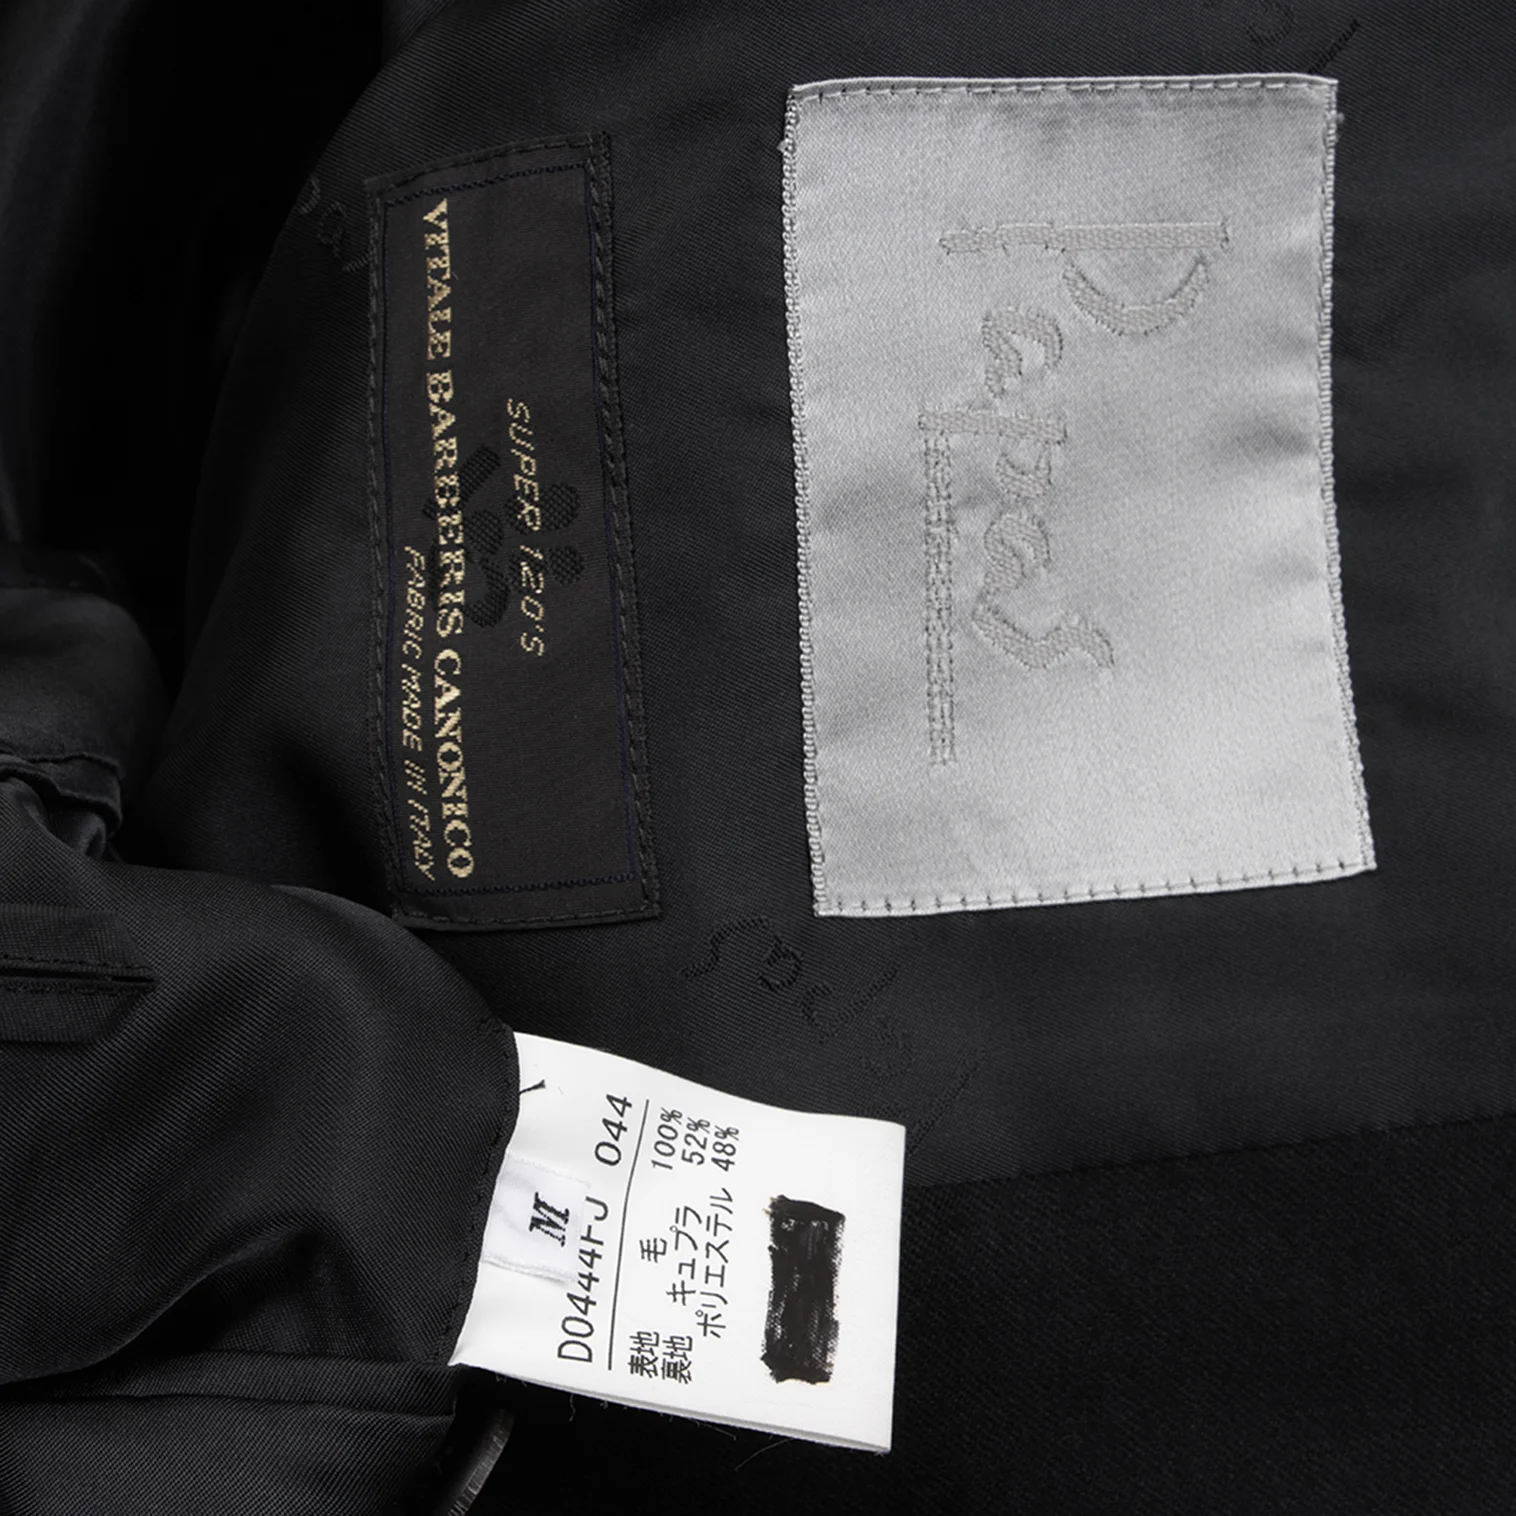 Papas
SUPER 120'S
VITALE BARBERIS CANONICO
FABRIC MADE IN ITALY
M
D0444FJ 044
表地 毛 100%
裏地 キュプラ 52%
ポリエステル 48%